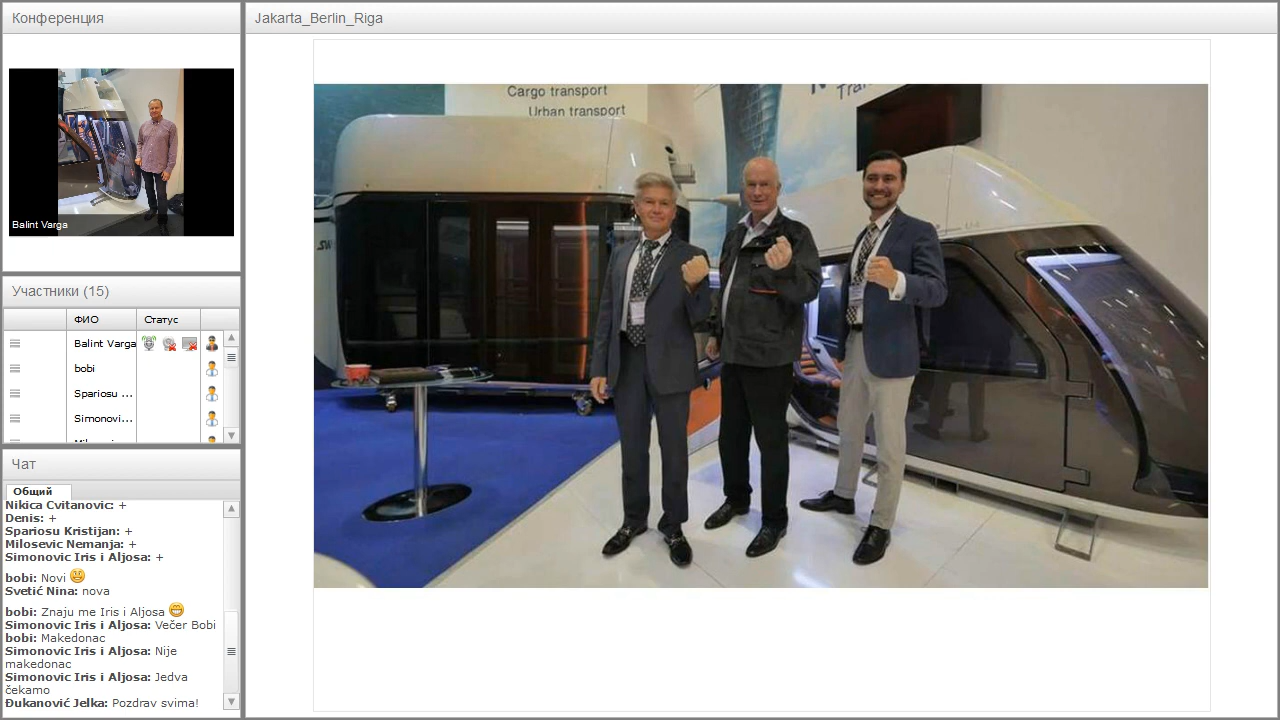 Конференция
Balint Varga
Участники (15)
ФИО
Статус
Balint Varga
bobi
Spariosu ...
Simonovi...
Чат
Общий
Nikica Cvitanovic: +
Denis: +
Spariosu Kristijan: +
Milosevic Nemanja: +
Simonovic Iris i Aljosa: +
bobi: Novi
Svetić Nina: nova
bobi: Znaju me Iris i Aljosa
Simonovic Iris i Aljosa: Večer Bobi
bobi: Makedonac
Simonovic Iris i Aljosa: Nije
makedonac
Simonovic Iris i Aljosa: Jedva
čekamo
Đukanović Jelka: Pozdrav svima!
Jakarta_Berlin_Riga
Cargo transport
Urban transport